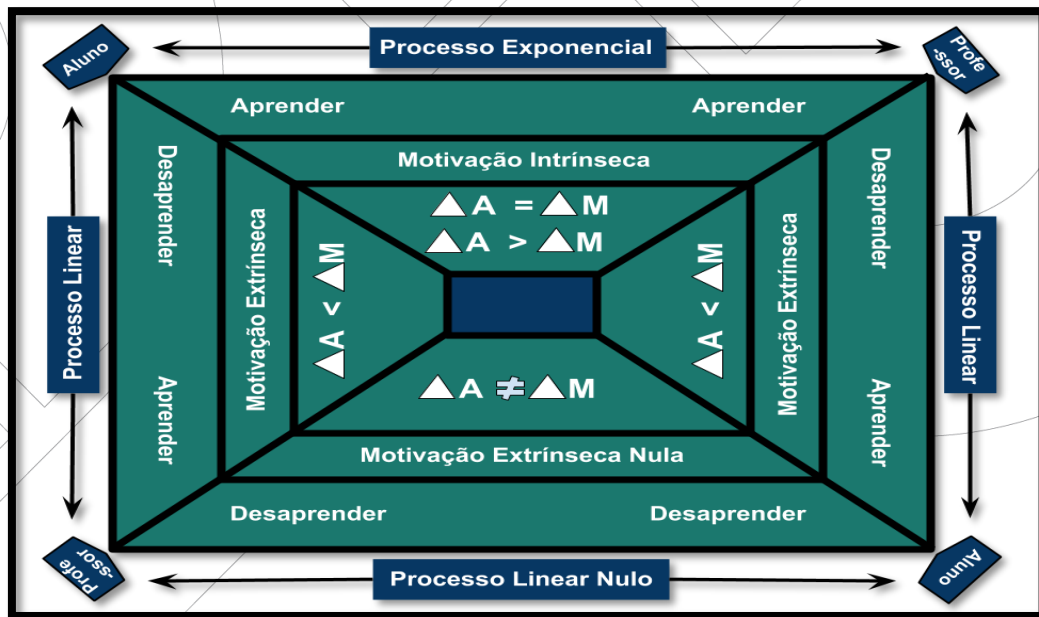 Aluno
Processo Exponencial
Profe
-ssor
Aprender
Aprender
Motivação Intrínseca
△A = △M
△A > △M
Processo Linear
Desaprender
Aprender
Motivação Extrínseca
△A < △M
△A < △M
Motivação Extrínseca
Desaprender
Aprender
Processo Linear
△A ≠ △M
Motivação Extrínseca Nula
Desaprender
Desaprender
Profe
-ssor
Processo Linear Nulo
Aluno